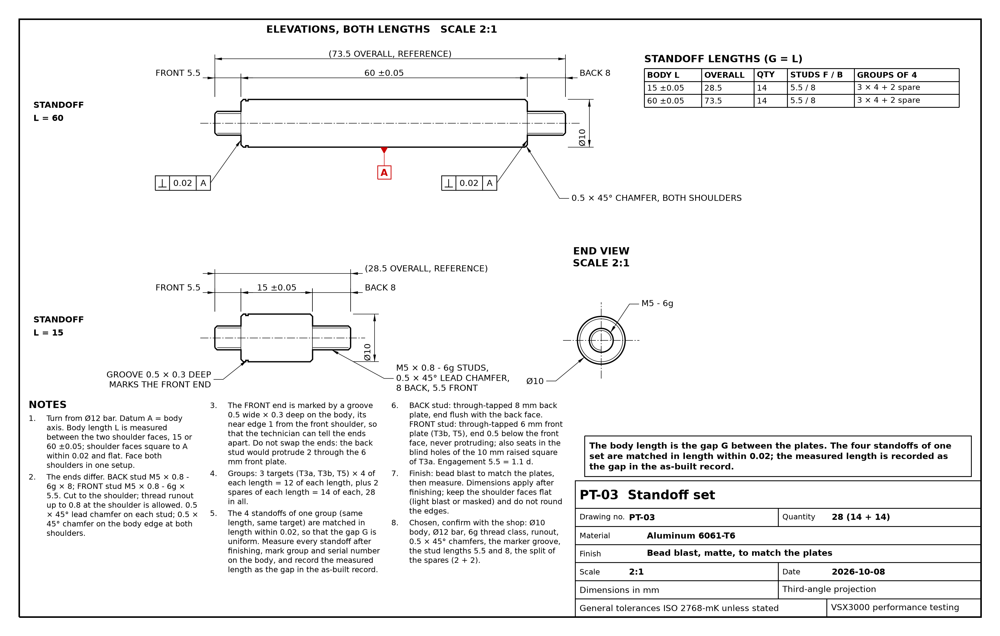 ELEVATIONS, BOTH LENGTHS   SCALE 2:1
(73.5 OVERALL, REFERENCE)
FRONT 5.5
60 ±0.05
BACK 8
STANDOFF
L = 60
Ø10
A
⊥ 0.02 A
⊥ 0.02 A
0.5 × 45° CHAMFER, BOTH SHOULDERS
STANDOFF LENGTHS (G = L)
BODY L OVERALL QTY STUDS F / B GROUPS OF 4
15 ±0.05 28.5 14 5.5 / 8 3 × 4 + 2 spare
60 ±0.05 73.5 14 5.5 / 8 3 × 4 + 2 spare
(28.5 OVERALL, REFERENCE)
FRONT 5.5
15 ±0.05
BACK 8
STANDOFF
L = 15
Ø10
GROOVE 0.5 × 0.3 DEEP
MARKS THE FRONT END
M5 × 0.8 - 6g STUDS,
0.5 × 45° LEAD CHAMFER,
8 BACK, 5.5 FRONT
END VIEW
SCALE 2:1
M5 - 6g
Ø10
NOTES
1. Turn from Ø12 bar. Datum A = body
axis. Body length L is measured
between the two shoulder faces, 15 or
60 ±0.05; shoulder faces square to A
within 0.02 and flat. Face both
shoulders in one setup.
2. The ends differ. BACK stud M5 × 0.8 -
6g × 8; FRONT stud M5 × 0.8 - 6g ×
5.5. Cut to the shoulder; thread runout
up to 0.8 at the shoulder is allowed. 0.5
× 45° lead chamfer on each stud; 0.5 ×
45° chamfer on the body edge at both
shoulders.
3. The FRONT end is marked by a groove
0.5 wide × 0.3 deep on the body, its
near edge 1 from the front shoulder, so
that the technician can tell the ends
apart. Do not swap the ends: the back
stud would protrude 2 through the 6
mm front plate.
4. Groups: 3 targets (T3a, T3b, T5) × 4 of
each length = 12 of each length, plus 2
spares of each length = 14 of each, 28
in all.
5. The 4 standoffs of one group (same
length, same target) are matched in
length within 0.02, so that the gap G is
uniform. Measure every standoff after
finishing, mark group and serial number
on the body, and record the measured
length as the gap in the as-built record.
6. BACK stud: through-tapped 8 mm back
plate, end flush with the back face.
FRONT stud: through-tapped 6 mm front
plate (T3b, T5), end 0.5 below the front
face, never protruding; also seats in the
blind holes of the 10 mm raised square
of T3a. Engagement 5.5 = 1.1 d.
7. Finish: bead blast to match the plates,
then measure. Dimensions apply after
finishing; keep the shoulder faces flat
(light blast or masked) and do not round
the edges.
8. Chosen, confirm with the shop: Ø10
body, Ø12 bar, 6g thread class, runout,
0.5 × 45° chamfers, the marker groove,
the stud lengths 5.5 and 8, the split of
the spares (2 + 2).
The body length is the gap G between the plates. The four standoffs of one
set are matched in length within 0.02; the measured length is recorded as
the gap in the as-built record.
PT-03  Standoff set
Drawing no. PT-03 Quantity 28 (14 + 14)
Material Aluminum 6061-T6
Finish Bead blast, matte, to match the plates
Scale 2:1 Date 2026-10-08
Dimensions in mm Third-angle projection
General tolerances ISO 2768-mK unless stated VSX3000 performance testing